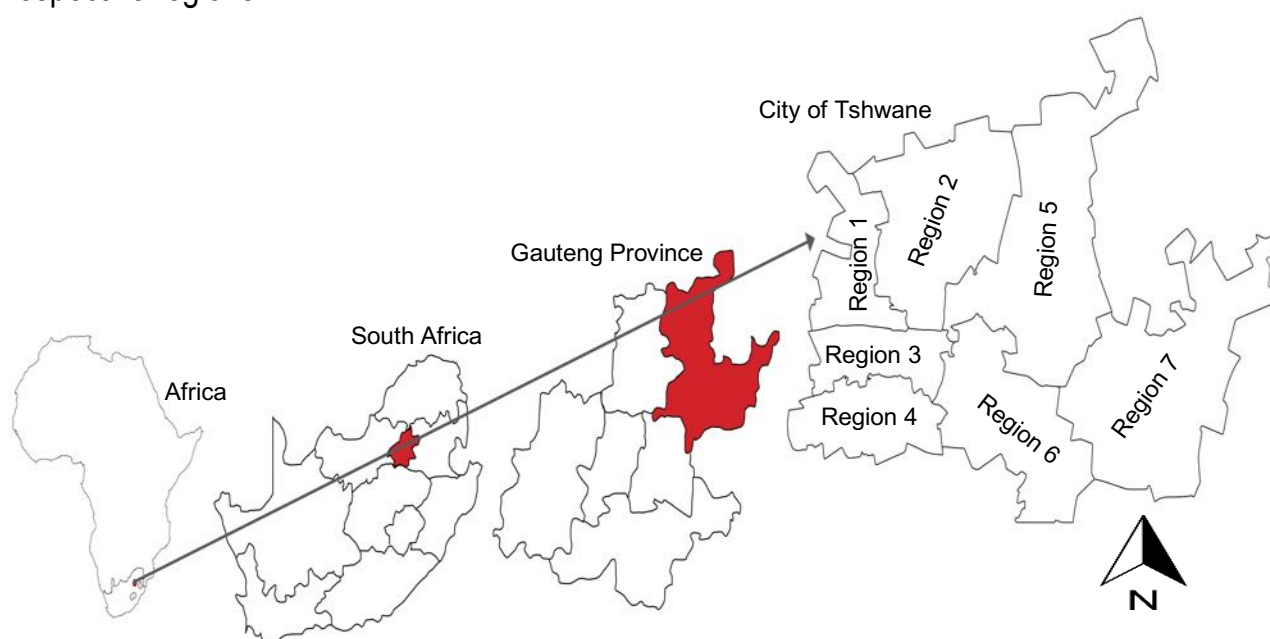 City of Tshwane
Gauteng Province
South Africa
Africa
Region 1
Region 2
Region 5
Region 3
Region 4
Region 6
Region 7
N